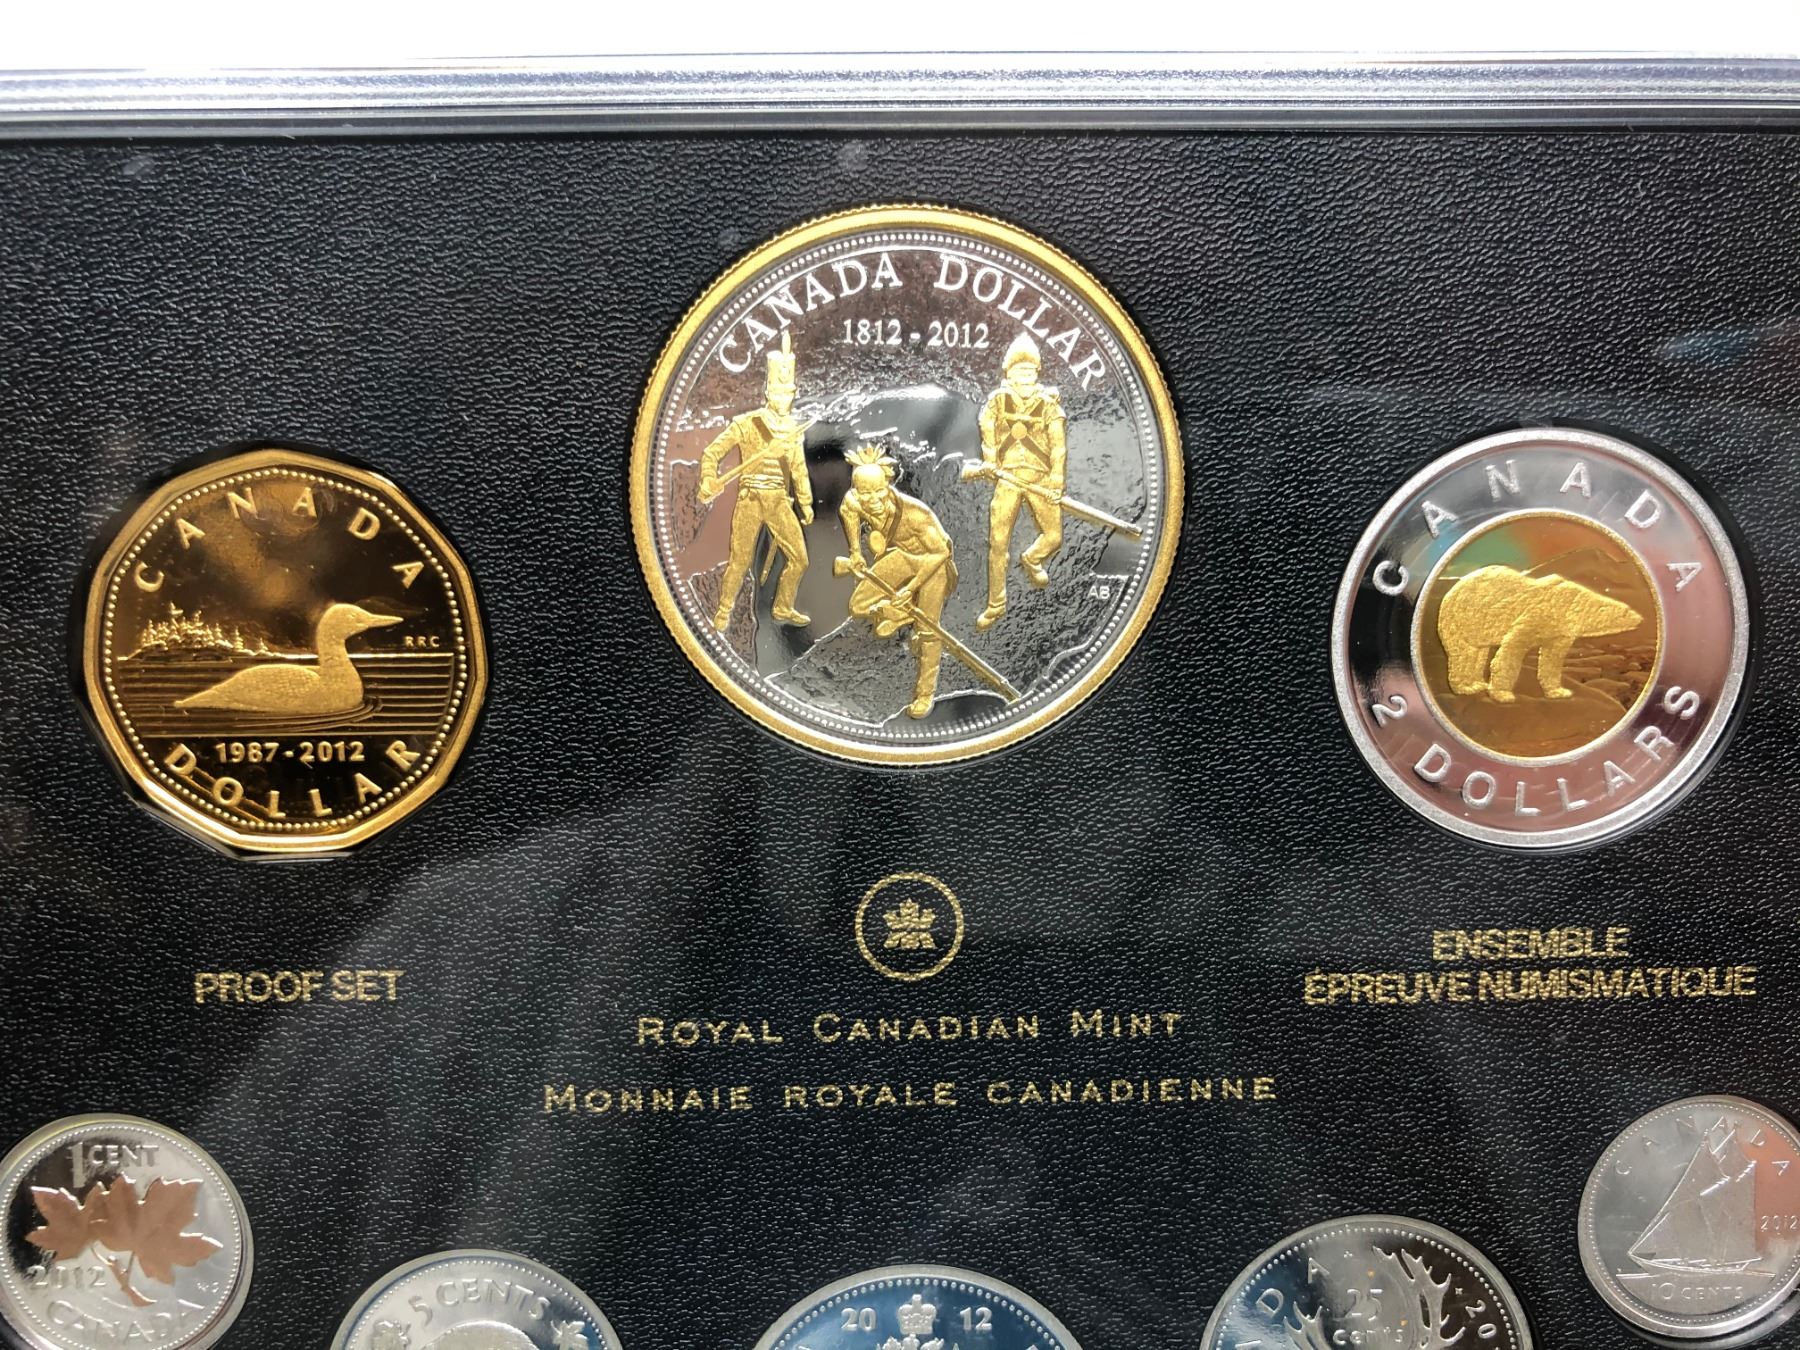 CANADA DOLLAR
1812 - 2012
AB
CANADA
RRC
1987 - 2012
DOLLAR
CANADA
2 DOLLARS
PROOF SET
ENSEMBLE
ÉPREUVE NUMISMATIQUE
ROYAL CANADIAN MINT
MONNAIE ROYALE CANADIENNE
1 CENT
2012
CANADA
5 CENTS
20 12
25
cents
CANADA
2012
10 CENTS